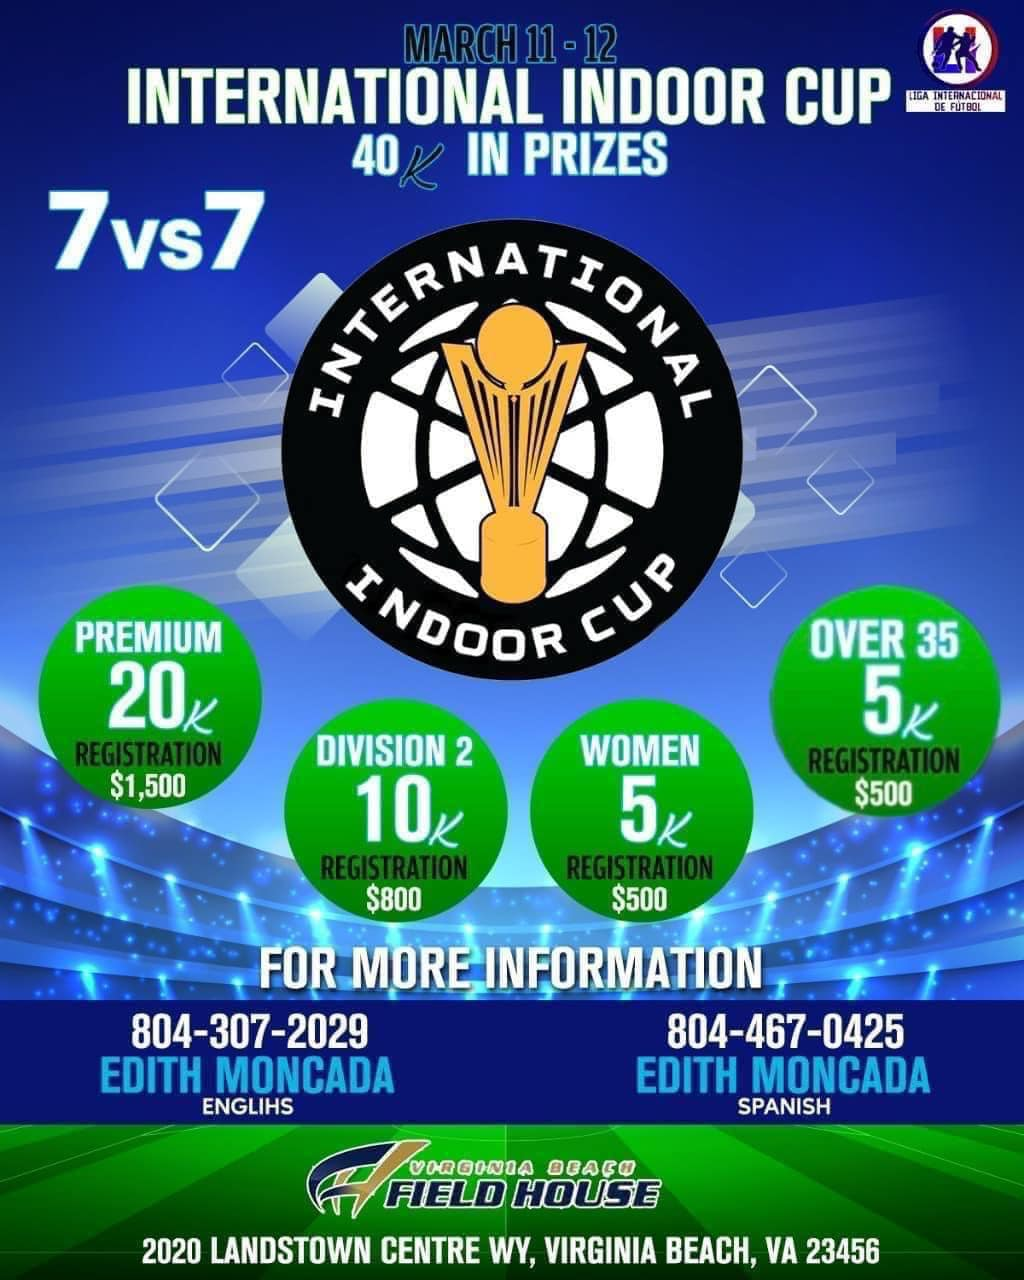 MARCH 11 - 12
INTERNATIONAL INDOOR CUP
LIGA INTERNACIONAL
DE FÚTBOL
40K IN PRIZES
7vs7
INTERNATIONAL
INDOOR CUP
PREMIUM
20K
REGISTRATION
$1,500
DIVISION 2
10K
REGISTRATION
$800
WOMEN
5K
REGISTRATION
$500
OVER 35
5K
REGISTRATION
$500
FOR MORE INFORMATION
804-307-2029
EDITH MONCADA
ENGLIHS
804-467-0425
EDITH MONCADA
SPANISH
VIRGINIA BEACH
FIELD HOUSE
2020 LANDSTOWN CENTRE WY, VIRGINIA BEACH, VA 23456